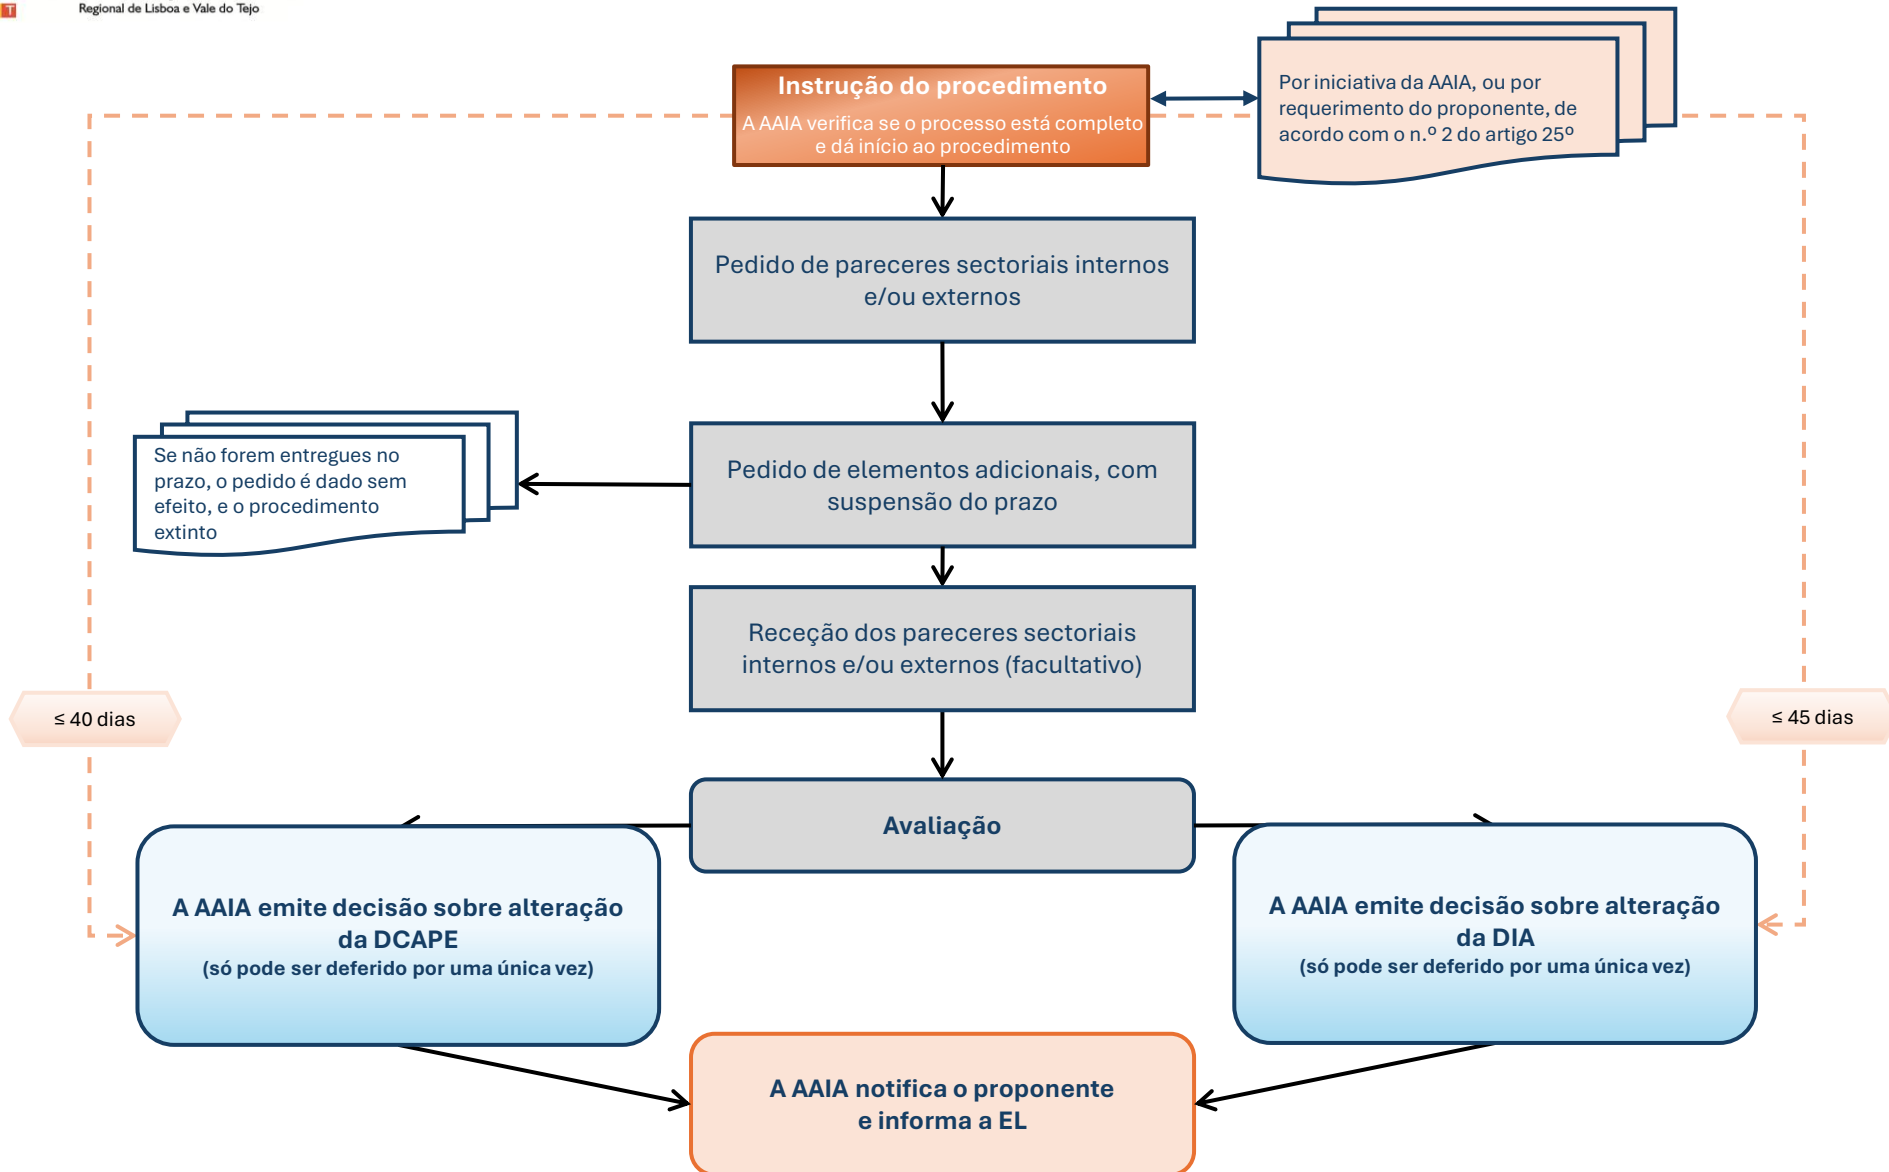 T
Regional de Lisboa e Vale do Tejo
Instrução do procedimento
A AAIA verifica se o processo está completo
e dá início ao procedimento
Por iniciativa da AAIA, ou por
requerimento do proponente, de
acordo com o n.º 2 do artigo 25º
Pedido de pareceres sectoriais internos
e/ou externos
Se não forem entregues no
prazo, o pedido é dado sem
efeito, e o procedimento
extinto
Pedido de elementos adicionais, com
suspensão do prazo
Receção dos pareceres sectoriais
internos e/ou externos (facultativo)
≤ 40 dias
≤ 45 dias
Avaliação
A AAIA emite decisão sobre alteração
da DCAPE
(só pode ser deferido por uma única vez)
A AAIA emite decisão sobre alteração
da DIA
(só pode ser deferido por uma única vez)
A AAIA notifica o proponente
e informa a EL